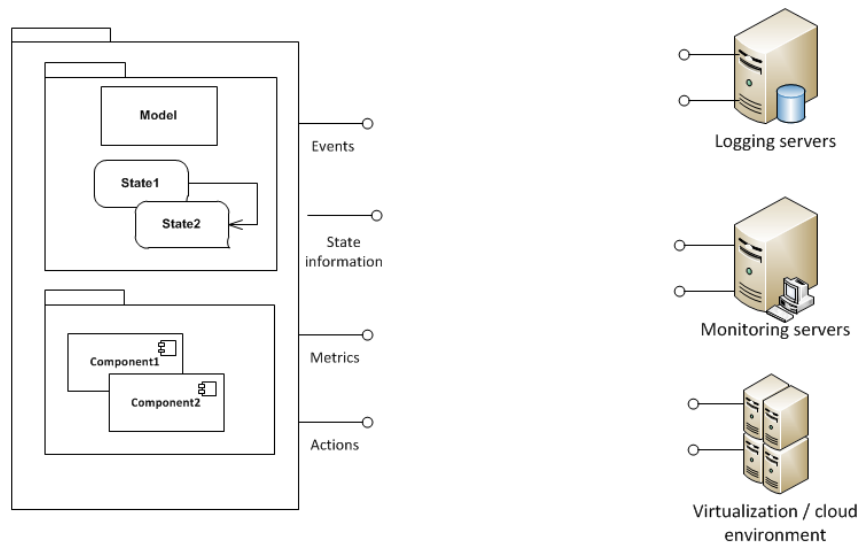 Model
State1
State2
Events
State
information
Component1
Component2
Metrics
Actions
Logging servers
Monitoring servers
Virtualization / cloud
environment